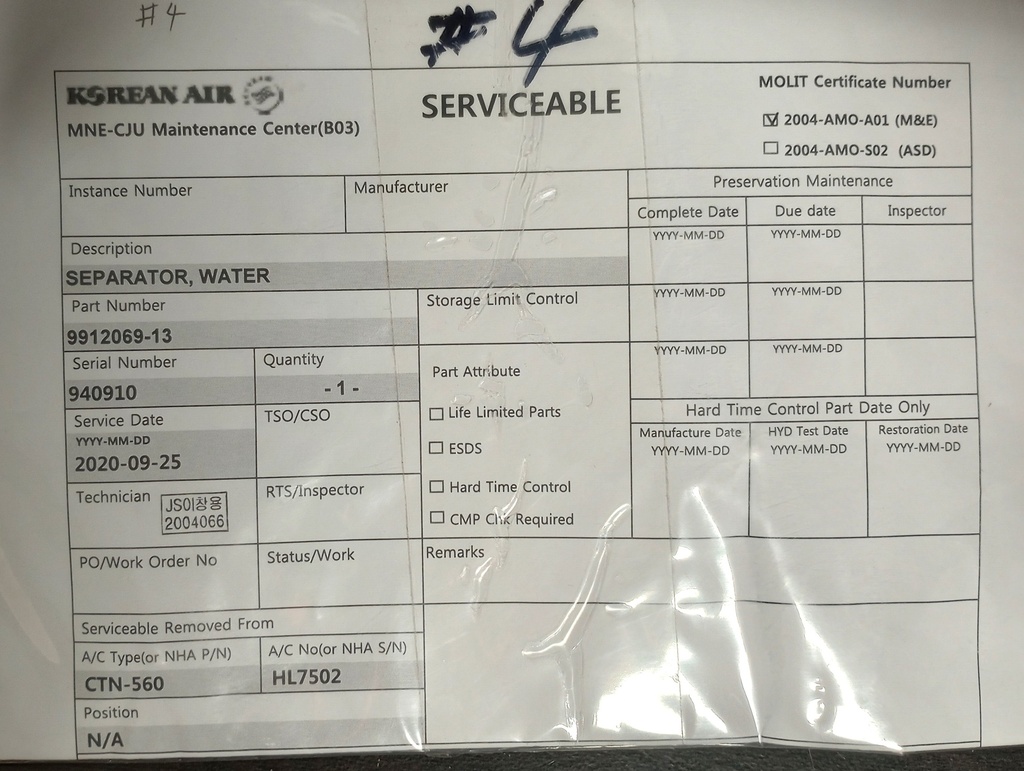 # 4
# 4
KOREAN AIR
MNE-CJU Maintenance Center(B03)
SERVICEABLE
MOLIT Certificate Number
☑ 2004-AMO-A01 (M&E)
☐ 2004-AMO-S02 (ASD)
Instance Number
Manufacturer
Preservation Maintenance
Complete Date
Due date
Inspector
YYYY-MM-DD
YYYY-MM-DD
Description
SEPARATOR, WATER
YYYY-MM-DD
YYYY-MM-DD
Part Number
9912069-13
Storage Limit Control
YYYY-MM-DD
YYYY-MM-DD
Serial Number
940910
Quantity
- 1 -
Part Attribute
☐ Life Limited Parts
☐ ESDS
☐ Hard Time Control
☐ CMP Chk Required
Hard Time Control Part Date Only
Manufacture Date
YYYY-MM-DD
HYD Test Date
YYYY-MM-DD
Restoration Date
YYYY-MM-DD
Service Date
YYYY-MM-DD
2020-09-25
TSO/CSO
Technician
JS이창용
2004066
RTS/Inspector
PO/Work Order No
Status/Work
Remarks
Serviceable Removed From
A/C Type(or NHA P/N)
CTN-560
A/C No(or NHA S/N)
HL7502
Position
N/A